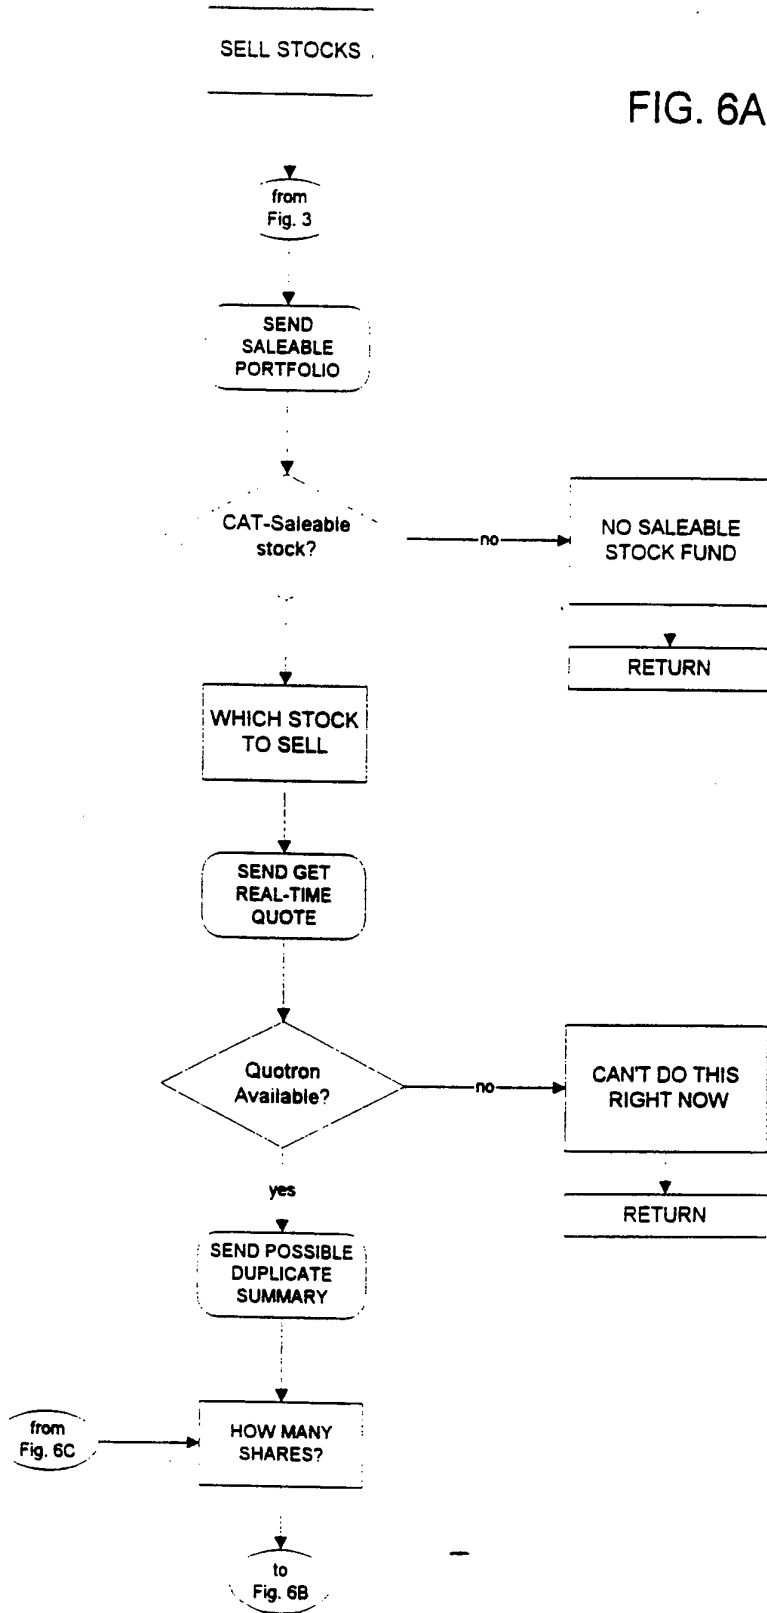 SELL STOCKS
FIG. 6A
from
Fig. 3
SEND
SALEABLE
PORTFOLIO
CAT-Saleable
stock?
no
NO SALEABLE
STOCK FUND
RETURN
WHICH STOCK
TO SELL
SEND GET
REAL-TIME
QUOTE
Quotron
Available?
no
CAN'T DO THIS
RIGHT NOW
RETURN
yes
SEND POSSIBLE
DUPLICATE
SUMMARY
from
Fig. 6C
HOW MANY
SHARES?
to
Fig. 6B